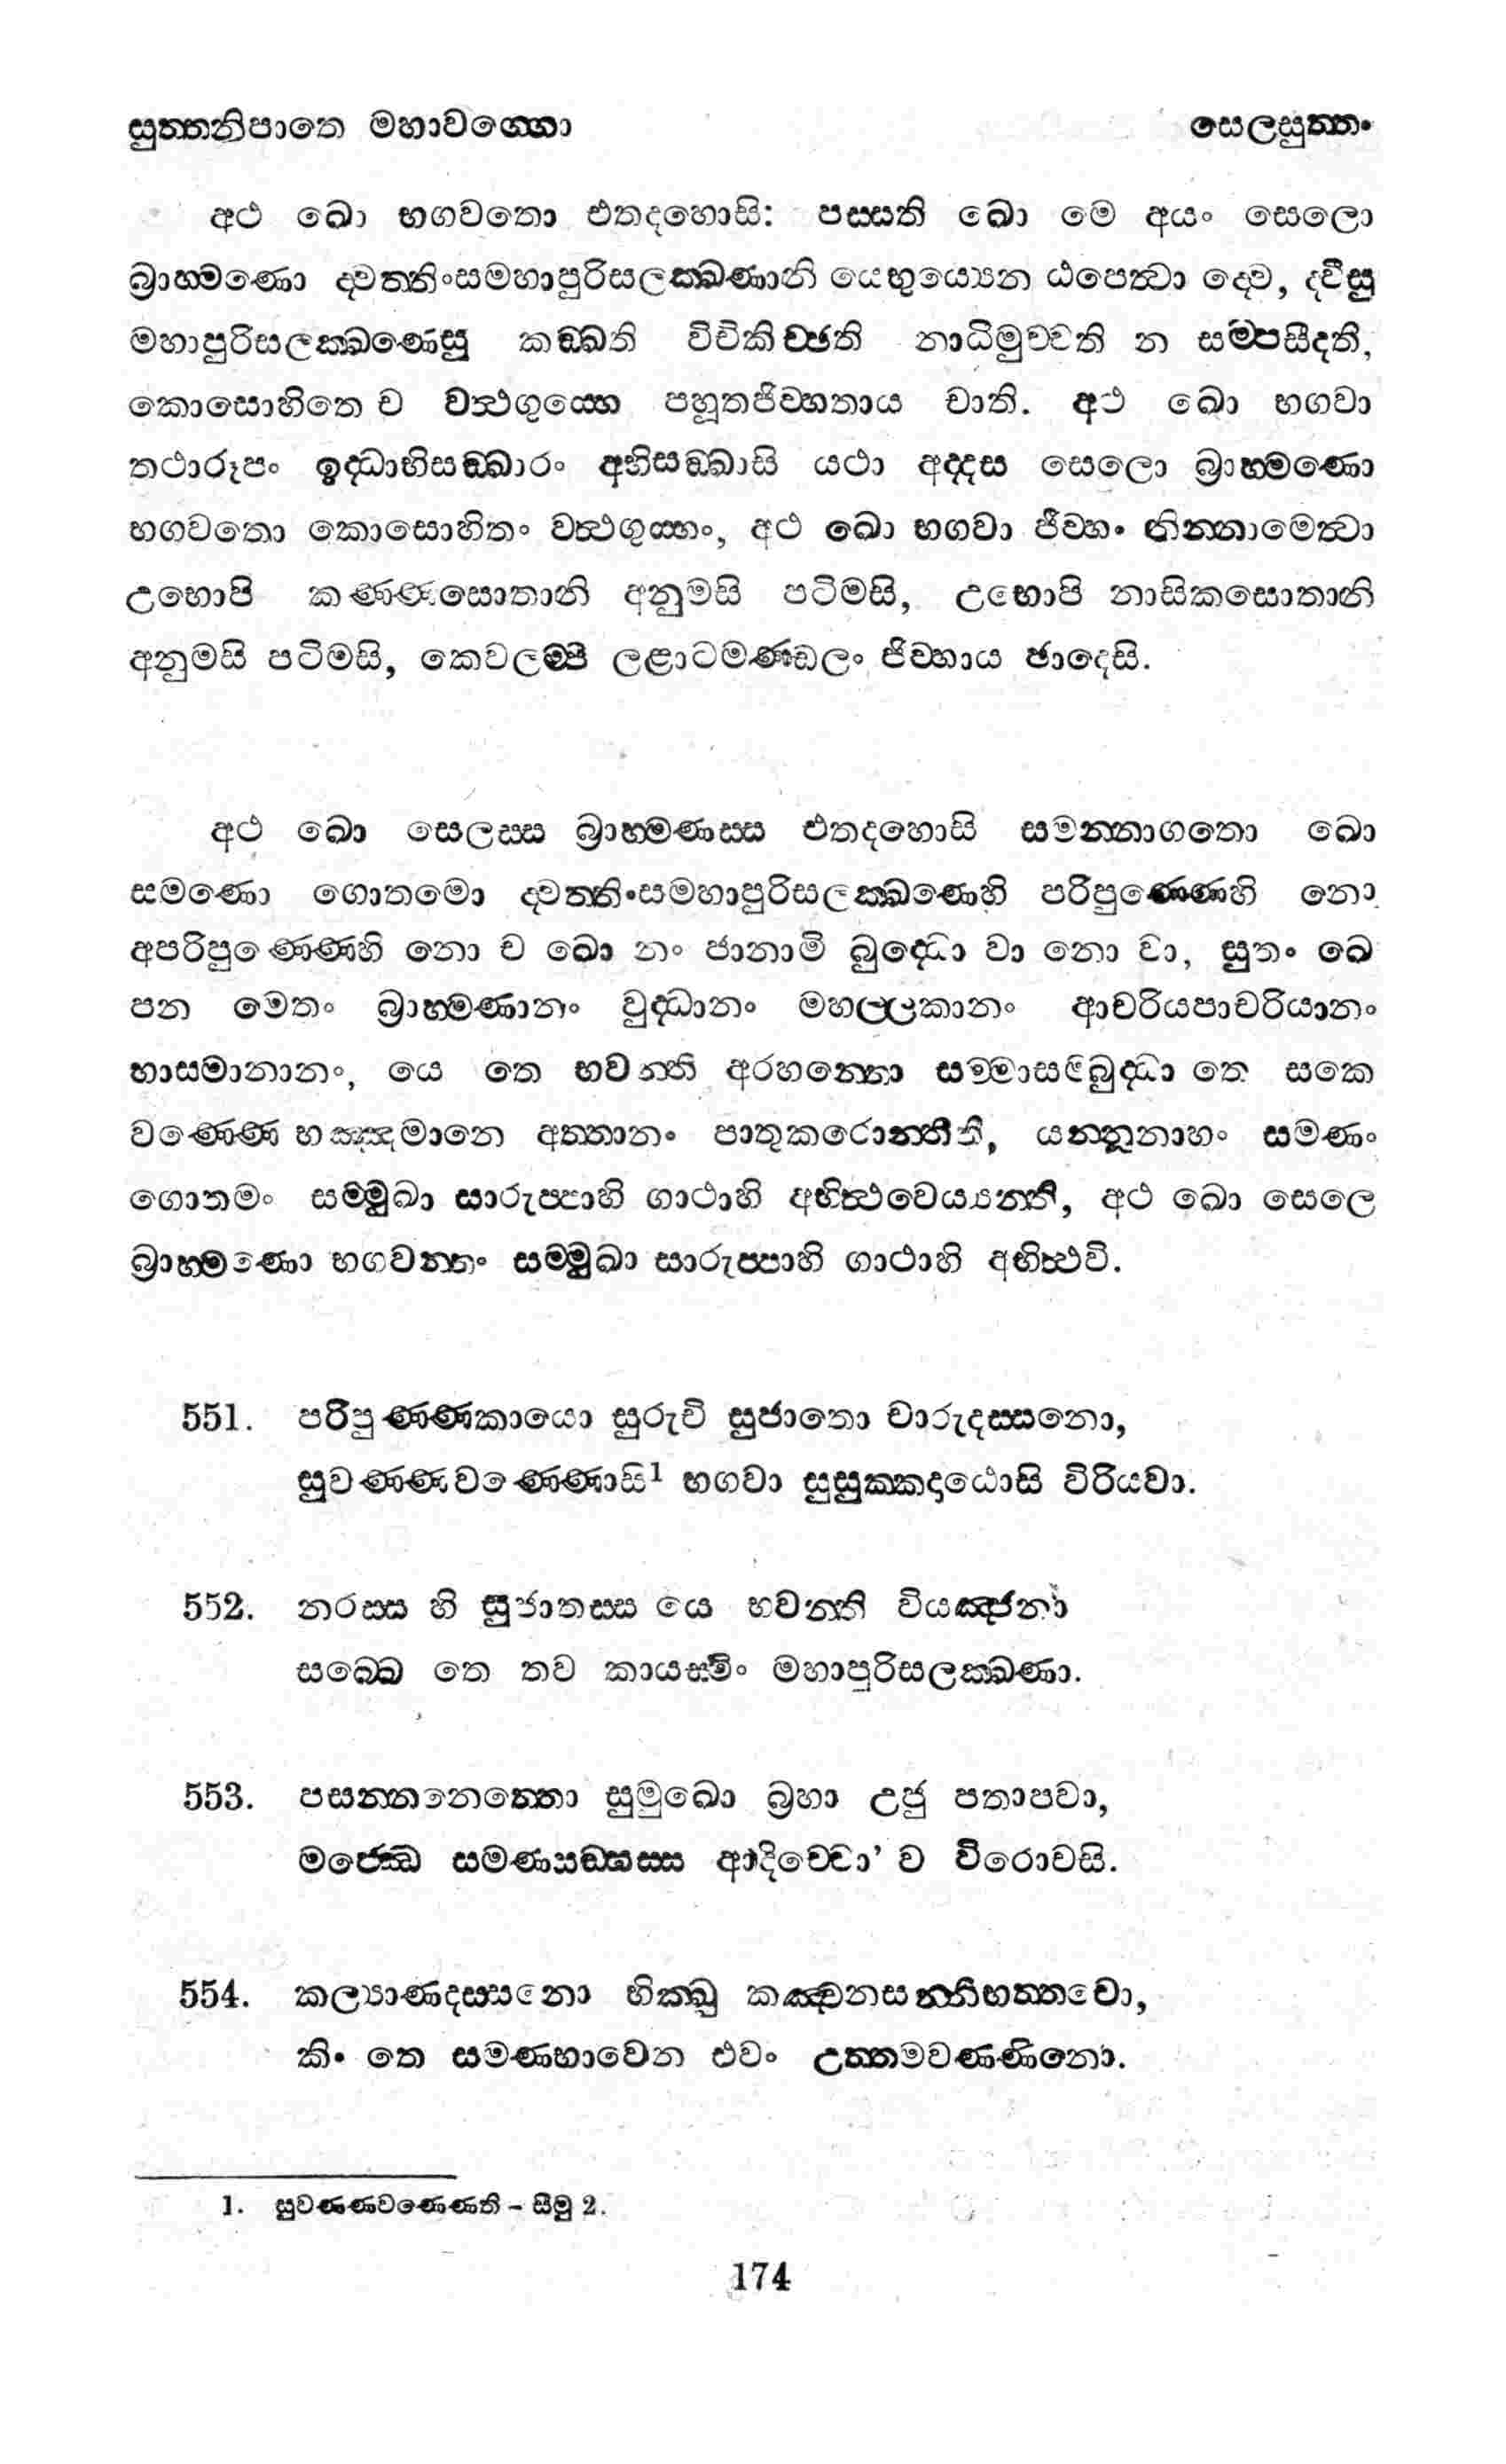 සුත්තනිපාතෙ මහාවග්ගො සෙලසුත්තං
අථ ඛො භගවතො එතදහොසි: පස්සති ඛො මෙ අයං සෙලො
බ්‍රාහ්මණො ද්වත්තිංසමහාපුරිසලක්ඛණානි යෙභුය්‍යෙන ඨපෙත්වා ද්වෙ, ද්වීසු
මහාපුරිසලක්ඛණෙසු කඞ්ඛති විචිකිච්ඡති නාධිමුච්චති න සම්පසීදති,
කොසොහිතෙ ච වත්ථගුය්හෙ පහූතජිව්හතාය චාති. අථ ඛො භගවා
තථාරූපං ඉද්ධාභිසඞ්ඛාරං අභිසඞ්ඛාසි යථා අද්දස සෙලො බ්‍රාහ්මණො
භගවතො කොසොහිතං වත්ථගුය්හං, අථ ඛො භගවා ජිව්හං නින්නාමෙත්වා
උභොපි කණ්ණසොතානි අනුමසි පටිමසි, උභොපි නාසිකසොතානි
අනුමසි පටිමසි, කෙවලම්පි ලළාටමණ්ඩලං ජිව්හාය ඡාදෙසි.
අථ ඛො සෙලස්ස බ්‍රාහ්මණස්ස එතදහොසි සමන්නාගතො ඛො
සමණො ගොතමො ද්වත්තිංසමහාපුරිසලක්ඛණෙහි පරිපුණ්ණෙහි නො
අපරිපුණ්ණෙහි නො ච ඛො නං ජානාමි බුද්ධො වා නො වා, සුතං ඛො
පන මෙතං බ්‍රාහ්මණානං වුද්ධානං මහල්ලකානං ආචරියපාචරියානං
භාසමානානං, යෙ තෙ භවන්ති අරහන්තො සම්මාසම්බුද්ධා තෙ සකෙ
වණ්ණෙ භඤ්ඤමානෙ අත්තානං පාතුකරොන්තීති, යන්නූනාහං සමණං
ගොතමං සම්මුඛා සාරුප්පාහි ගාථාහි අභිත්ථවෙය්‍යන්ති, අථ ඛො සෙලො
බ්‍රාහ්මණො භගවන්තං සම්මුඛා සාරුප්පාහි ගාථාහි අභිත්ථවි.
551. පරිපුණ්ණකායො සුරුචි සුජාතො චාරුදස්සනො,
සුවණ්ණවණ්ණොසි1 භගවා සුසුක්කදාඨොසි විරියවා.
552. නරස්ස හි සුජාතස්ස යෙ භවන්ති වියඤ්ජනා
සබ්බෙ තෙ තව කායස්මිං මහාපුරිසලක්ඛණා.
553. පසන්නනෙත්තො සුමුඛො බ්‍රහා උජු පතාපවා,
මජ්ඣෙ සමණසඞ්ඝස්ස ආදිච්චො’ ව විරොචසි.
554. කල්‍යාණදස්සනො භික්ඛු කඤ්චනසන්නිභත්තචො,
කිං තෙ සමණභාවෙන එවං උත්තමවණ්ණිනො.
1. සුවණ්ණවණ්ණෙති – සීමු 2.
174